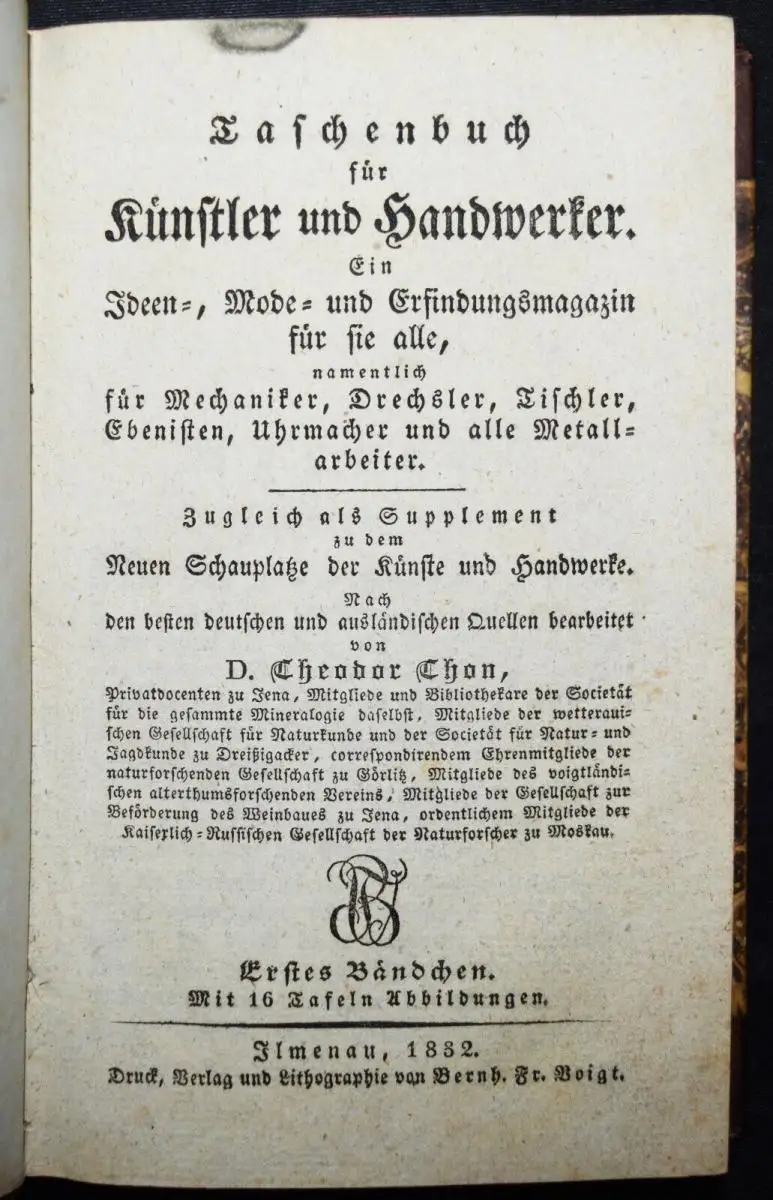 Taschenbuch
für
Künstler und Handwerker.
Ein
Ideen-, Mode- und Erfindungsmagazin
für sie alle,
namentlich
für Mechaniker, Drechsler, Tischler,
Ebenisten, Uhrmacher und alle Metall-
arbeiter.
Zugleich als Supplement
zu dem
Neuen Schauplatze der Künste und Handwerke.
Nach
den besten deutschen und ausländischen Quellen bearbeitet
von
D. Theodor Thon,
Privatdocenten zu Jena, Mitgliede und Bibliothekare der Societät
für die gesammte Mineralogie daselbst, Mitgliede der wetteraui-
schen Gesellschaft für Naturkunde und der Societät für Natur- und
Jagdkunde zu Dreißigacker, correspondirendem Ehrenmitgliede der
naturforschenden Gesellschaft zu Görlitz, Mitgliede des voigtländi-
schen alterthumsforschenden Vereins, Mitgliede der Gesellschaft zur
Beförderung des Weinbaues zu Jena, ordentlichem Mitgliede der
Kaiserlich-Russischen Gesellschaft der Naturforscher zu Moskau.
Erstes Bändchen.
Mit 16 Tafeln Abbildungen.
Ilmenau, 1832.
Druck, Verlag und Lithographie von Bernh. Fr. Voigt.